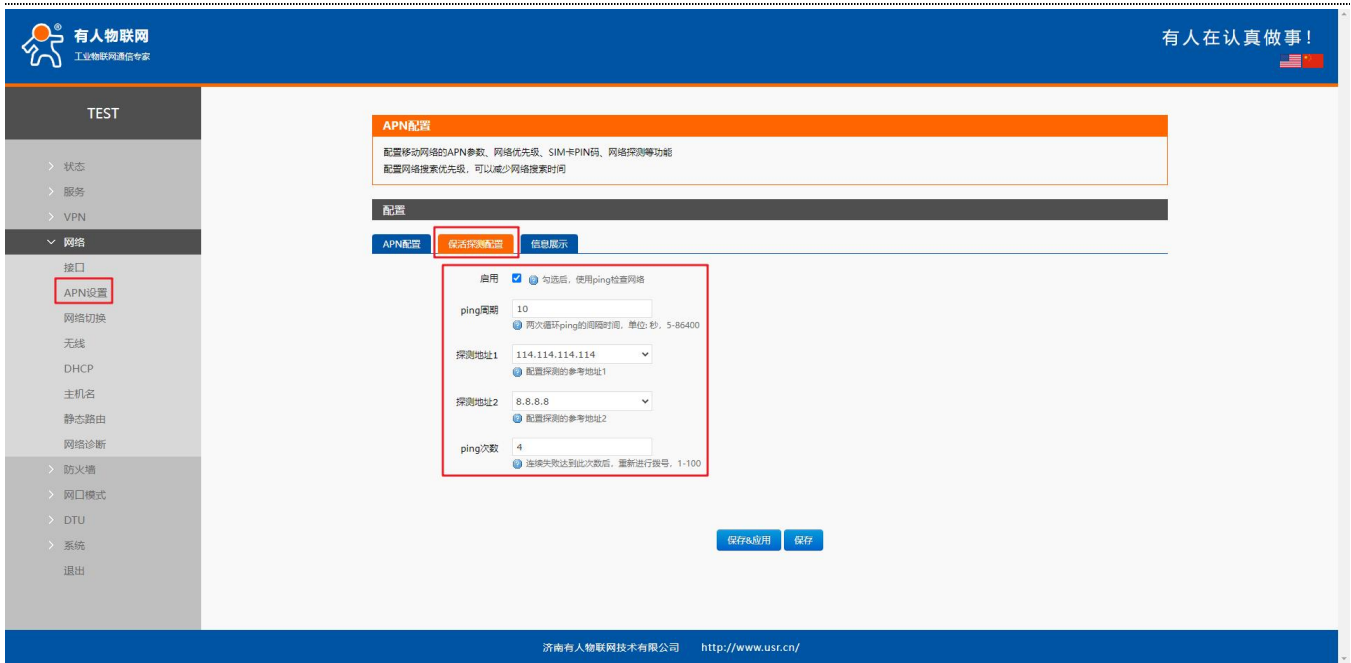 有人物联网
工业物联网通信专家
有人在认真做事!
TEST
状态
服务
VPN
网络
接口
APN设置
网络切换
无线
DHCP
主机名
静态路由
网络诊断
防火墙
网口模式
DTU
系统
退出
APN配置
配置移动网络的APN参数、网络优先级、SIM卡PIN码、网络探测等功能
配置网络搜索优先级，可以减少网络搜索时间
配置
APN配置 保活探测配置 信息展示
启用 勾选后，使用ping检查网络
ping周期 10
两次循环ping的间隔时间，单位: 秒，5-86400
探测地址1 114.114.114.114
配置探测的参考地址1
探测地址2 8.8.8.8
配置探测的参考地址2
ping次数 4
连续失败达到此次数后，重新进行拨号，1-100
保存&应用 保存
济南有人物联网技术有限公司 http://www.usr.cn/